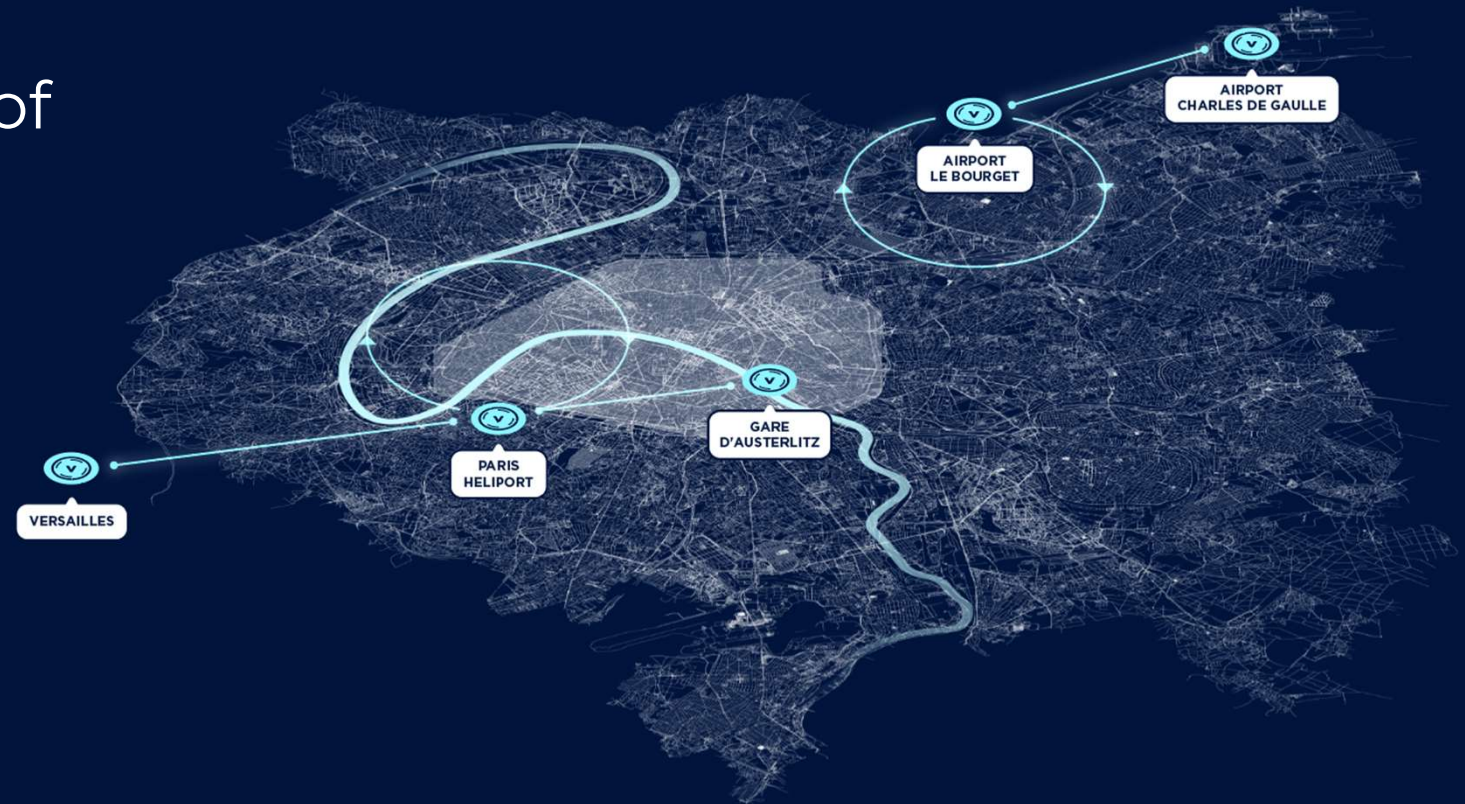 of
AIRPORT
CHARLES DE GAULLE
AIRPORT
LE BOURGET
GARE
D'AUSTERLITZ
PARIS
HELIPORT
VERSAILLES